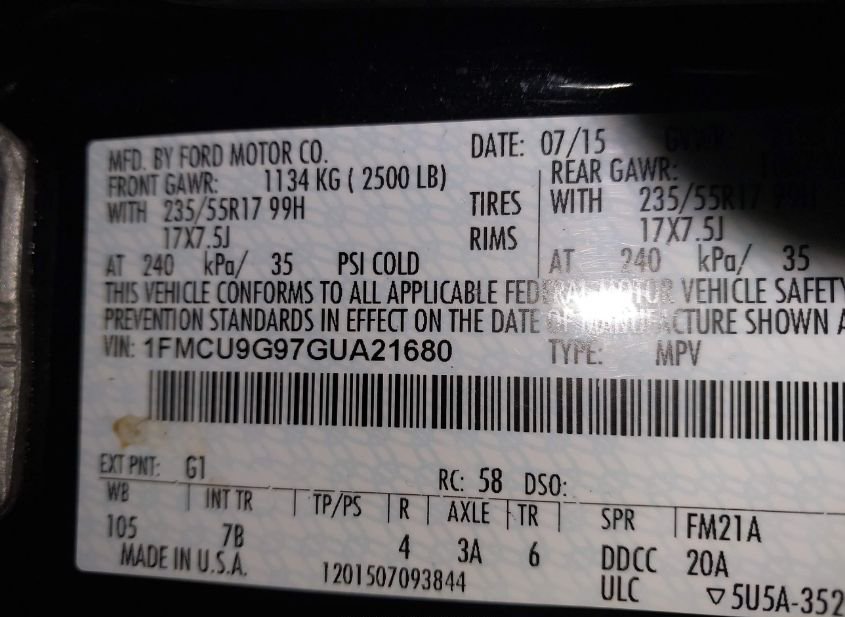 MFD. BY FORD MOTOR CO. DATE: 07/15
FRONT GAWR: 1134 KG ( 2500 LB) REAR GAWR:
WITH 235/55R17 99H TIRES WITH 235/55R17 99H
17X7.5J RIMS 17X7.5J
AT 240 kPa/ 35 PSI COLD AT 240 kPa/ 35
THIS VEHICLE CONFORMS TO ALL APPLICABLE FEDERAL MOTOR VEHICLE SAFETY
PREVENTION STANDARDS IN EFFECT ON THE DATE OF MANUFACTURE SHOWN
VIN: 1FMCU9G97GUA21680 TYPE: MPV
EXT PNT: G1 RC: 58 DSO:
WB INT TR TP/PS R AXLE TR SPR FM21A
105 7B 4 3A 6 DDCC 20A
MADE IN U.S.A. 1201507093844 ULC ▽5U5A-352